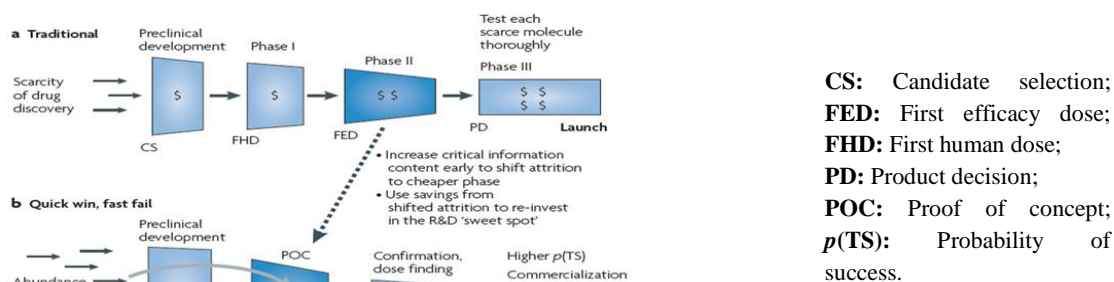 a Traditional
Preclinical
development
Phase I
Phase II
Test each
scarce molecule
thoroughly
Phase III
Scarcity
of drug
discovery
$
$
$ $
$ $
$ $
CS
FHD
FED
PD
Launch
• Increase critical information
content early to shift attrition
to cheaper phase
• Use savings from
shifted attrition to re-invest
in the R&D 'sweet spot'
b Quick win, fast fail
Preclinical
development
POC
Confirmation,
dose finding
Higher p(TS)
Commercialization
Abundance
CS: Candidate selection;
FED: First efficacy dose;
FHD: First human dose;
PD: Product decision;
POC: Proof of concept;
p(TS): Probability of
success.